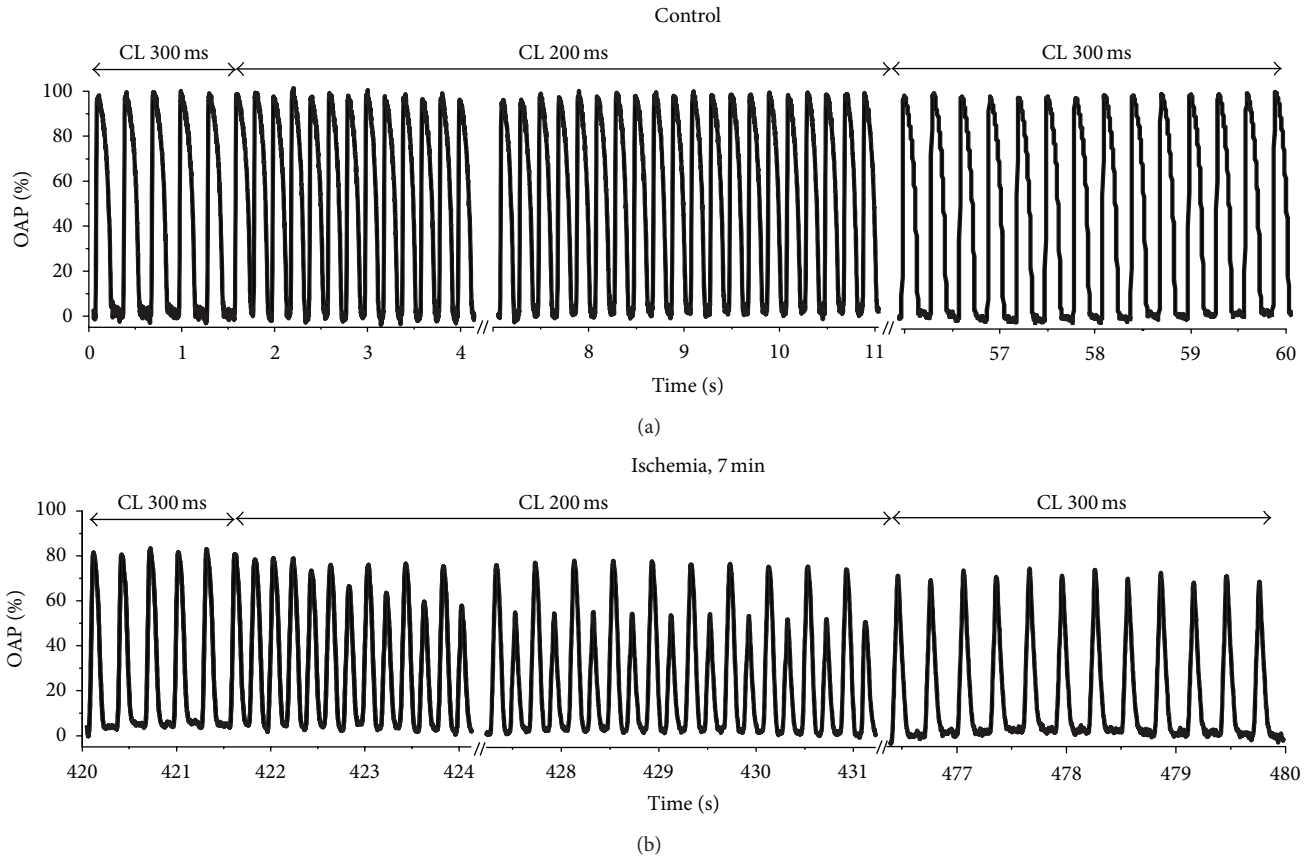 Control
CL 300 ms CL 200 ms CL 300 ms
100
80
60
40
20
0
OAP (%)
0 1 2 3 4 // 8 9 10 11 // 57 58 59 60
Time (s)
(a)
Ischemia, 7 min
CL 300 ms CL 200 ms CL 300 ms
100
80
60
40
20
0
OAP (%)
420 421 422 423 424 // 428 429 430 431 // 477 478 479 480
Time (s)
(b)